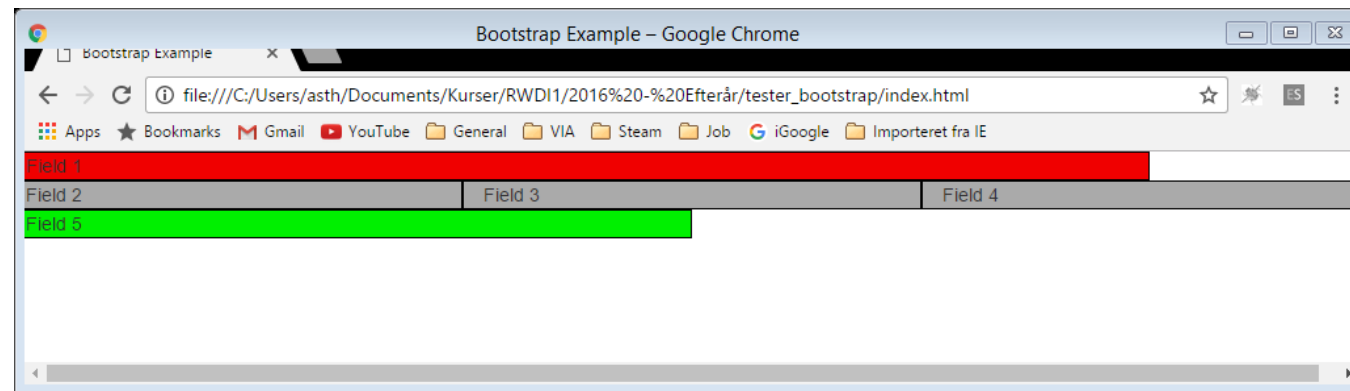 Bootstrap Example – Google Chrome
Bootstrap Example
file:///C:/Users/asth/Documents/Kurser/RWDI1/2016%20-%20Efterår/tester_bootstrap/index.html
ES
Apps Bookmarks Gmail YouTube General VIA Steam Job iGoogle Importeret fra IE
Field 1
Field 2 Field 3 Field 4
Field 5